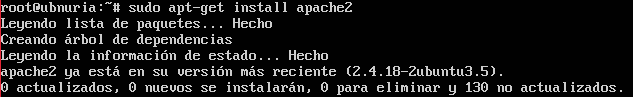 root@ubnuria:~# sudo apt-get install apache2
Leyendo lista de paquetes... Hecho
Creando árbol de dependencias
Leyendo la información de estado... Hecho
apache2 ya está en su versión más reciente (2.4.18-2ubuntu3.5).
0 actualizados, 0 nuevos se instalarán, 0 para eliminar y 130 no actualizados.